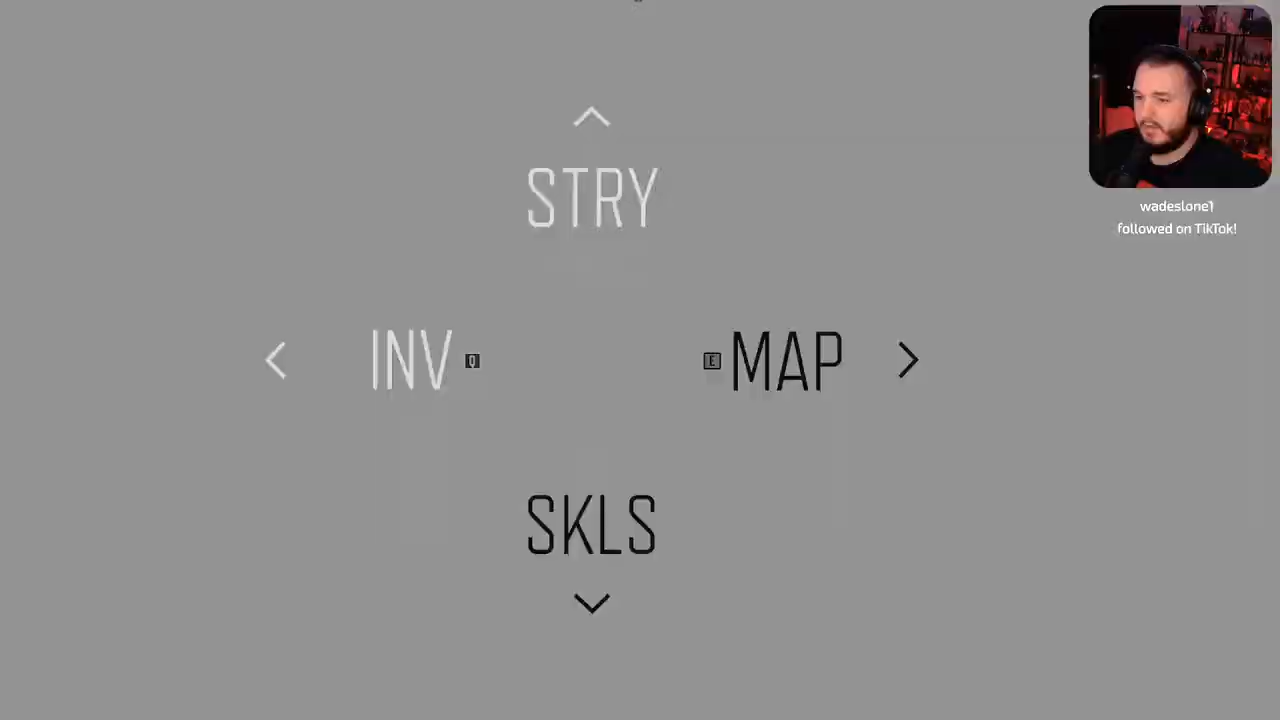 wadeslone1
followed on TikTok!
STRY
INV Q
E MAP
SKLS